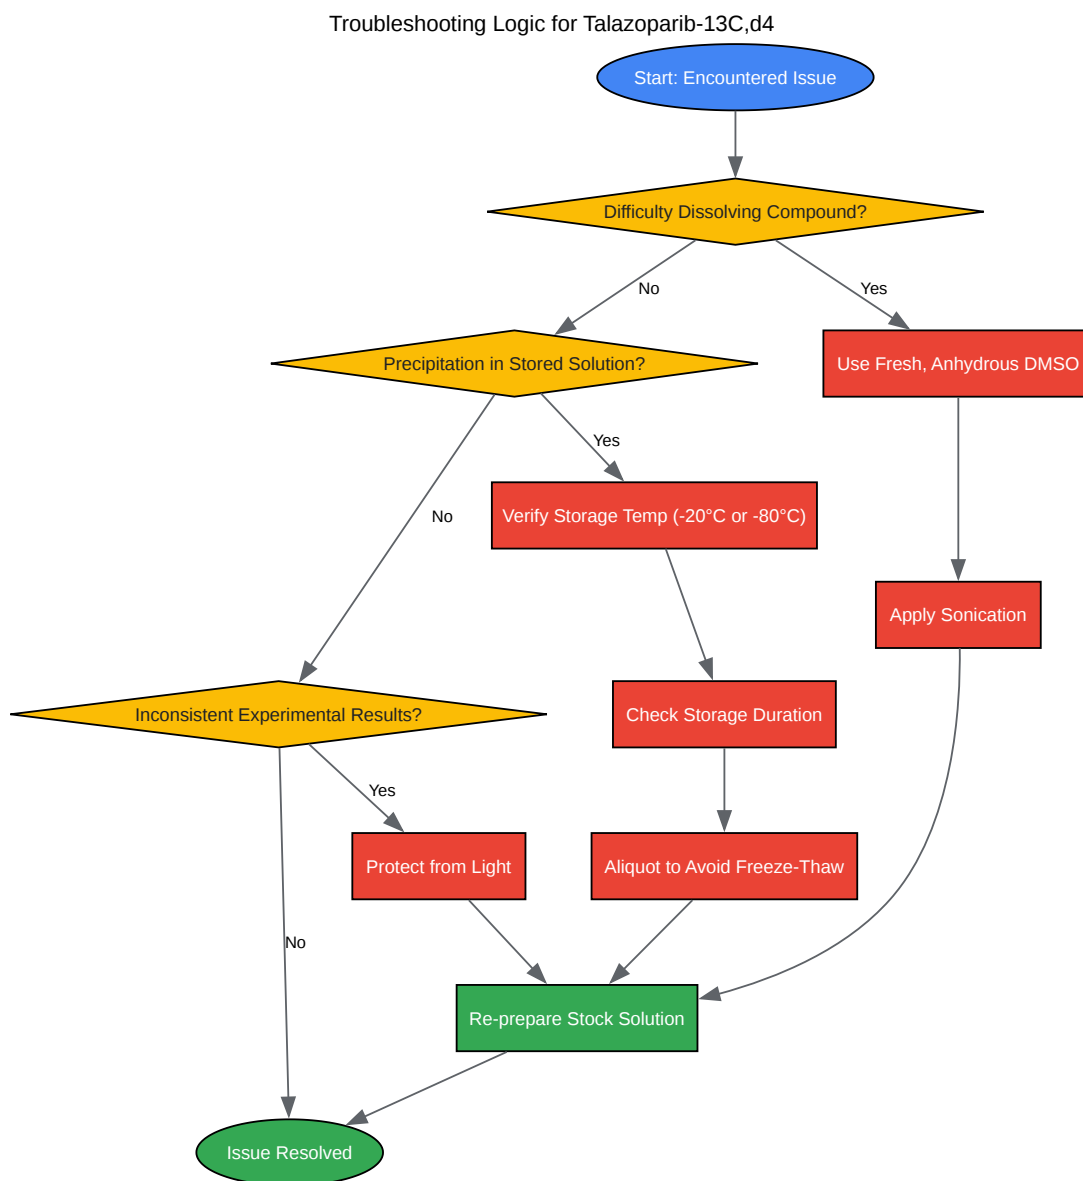 Troubleshooting Logic for Talazoparib-13C,d4
Start: Encountered Issue
Difficulty Dissolving Compound?
No
Yes
Precipitation in Stored Solution?
Use Fresh, Anhydrous DMSO
Yes
No
Verify Storage Temp (-20°C or -80°C)
Apply Sonication
Inconsistent Experimental Results?
Check Storage Duration
Yes
Protect from Light
Aliquot to Avoid Freeze-Thaw
No
Re-prepare Stock Solution
Issue Resolved